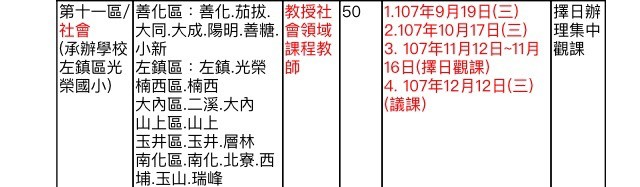 第十一區/
社會
(承辦學校
左鎮區光
榮國小)
善化區：善化.茄拔.
大同.大成.陽明.善糖.
小新
左鎮區：左鎮.光榮
楠西區.楠西
大內區.二溪.大內
山上區.山上
玉井區.玉井.層林
南化區.南化.北寮.西
埔.玉山.瑞峰
教授社
會領域
課程教
師
50
1.107年9月19日(三)
2.107年10月17日(三)
3. 107年11月12日~11月
16日(擇日觀課)
4. 107年12月12日(三)
(議課)
擇日辦
理集中
觀課